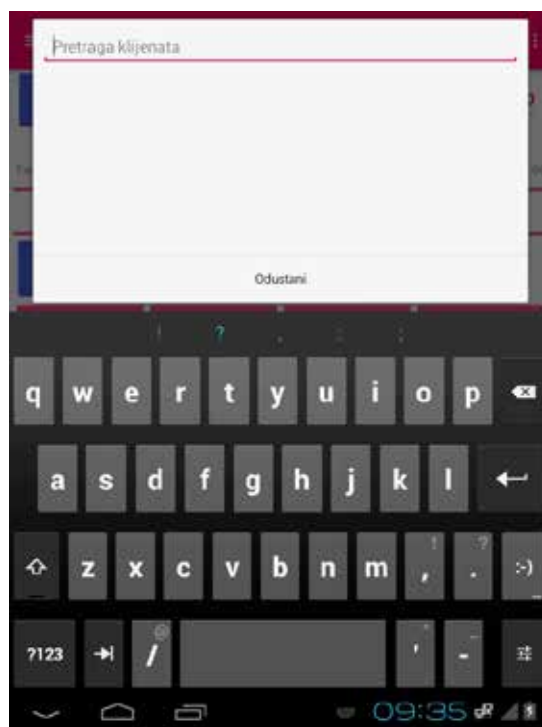 Pretraga klijenata
Odustani
! ? , : ;
q w e r t y u i o p
a s d f g h j k l
! ?
z x c v b n m , . :-)
@ " _
?123 / ' -
09:35